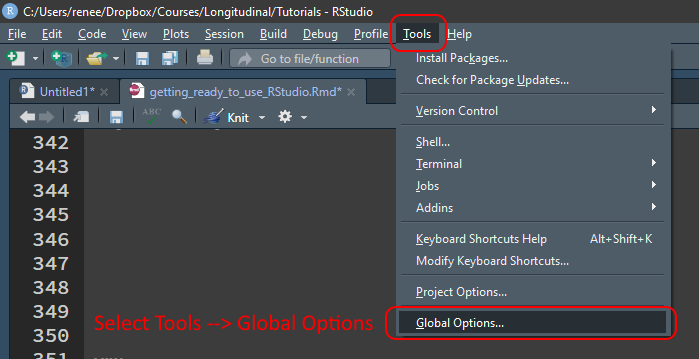 C:/Users/renee/Dropbox/Courses/Longitudinal/Tutorials - RStudio
File Edit Code View Plots Session Build Debug Profile Tools Help
Go to file/function
Install Packages...
Check for Package Updates...
Version Control
Shell...
Terminal
Jobs
Addins
Keyboard Shortcuts Help Alt+Shift+K
Modify Keyboard Shortcuts...
Project Options...
Global Options...
Untitled1* getting_ready_to_use_RStudio.Rmd*
ABC Knit
342
343
344
345
346
347
348
349
350
351
Select Tools --> Global Options